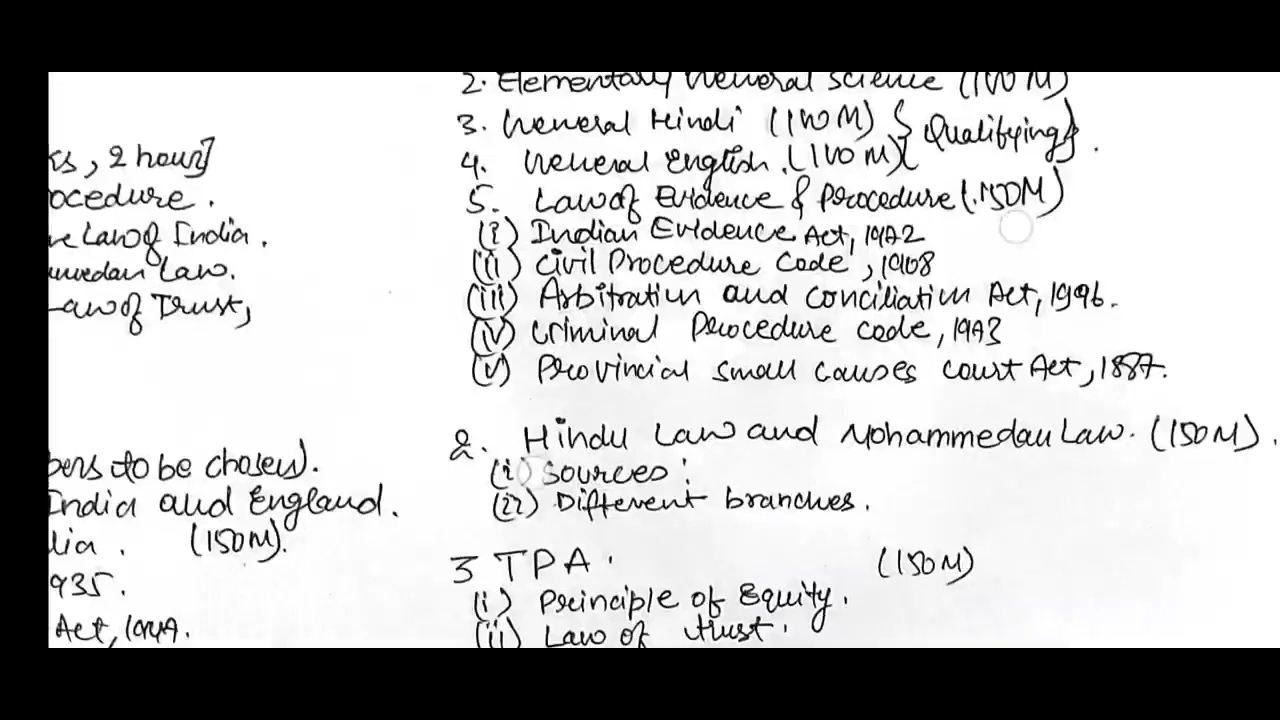 2. Elementary General Science (100M)
3. General Hindi (100M) } Qualifying}.
4. General English. (100M) {
5. Law of Evidence & Procedure (150M)
(i) Indian Evidence Act, 1972
(ii) Civil Procedure Code, 1908
(iii) Arbitration and conciliation Act, 1996.
(iv) Criminal Procedure code, 1973
(v) Provincial small causes court Act, 1887.
2. Hindu Law and Mohammedan Law. (150M).
(i) Sources:
(ii) Different branches.
3 TPA. (150M)
(i) Principle of Equity.
(ii) Law of trust.
ks, 2 hour]
ocedure.
ve Law of India.
mmedan Law.
Law of Trust,
bers to be chosen).
India and England.
dia. (150M).
935.
Act, 1947.